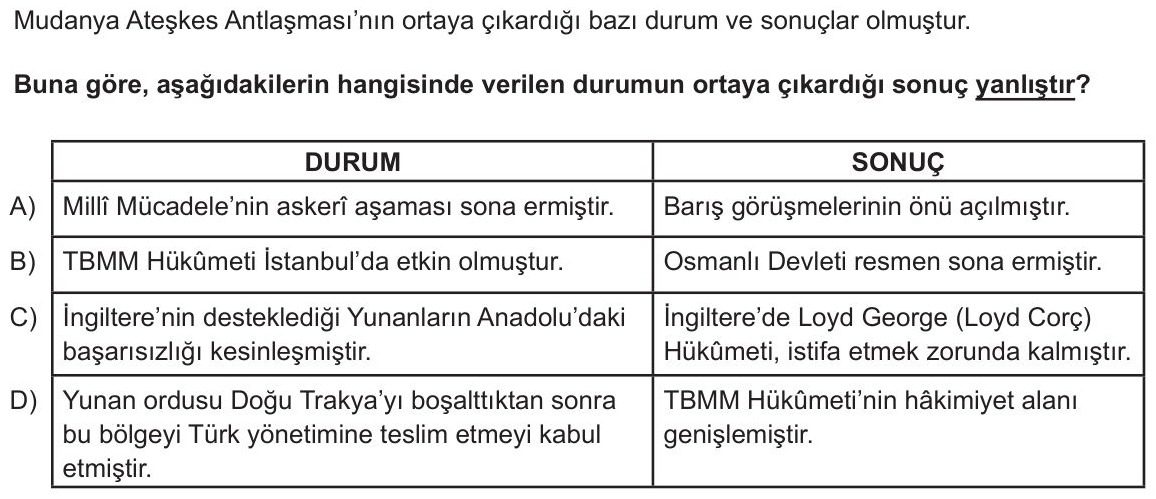 Mudanya Ateşkes Antlaşması’nın ortaya çıkardığı bazı durum ve sonuçlar olmuştur.
Buna göre, aşağıdakilerin hangisinde verilen durumun ortaya çıkardığı sonuç yanlıştır?
DURUM SONUÇ
A) Millî Mücadele’nin askerî aşaması sona ermiştir. Barış görüşmelerinin önü açılmıştır.
B) TBMM Hükûmeti İstanbul’da etkin olmuştur. Osmanlı Devleti resmen sona ermiştir.
C) İngiltere’nin desteklediği Yunanların Anadolu’daki İngiltere’de Loyd George (Loyd Corç)
başarısızlığı kesinleşmiştir. Hükûmeti, istifa etmek zorunda kalmıştır.
D) Yunan ordusu Doğu Trakya’yı boşalttıktan sonra TBMM Hükûmeti’nin hâkimiyet alanı
bu bölgeyi Türk yönetimine teslim etmeyi kabul genişlemiştir.
etmiştir.